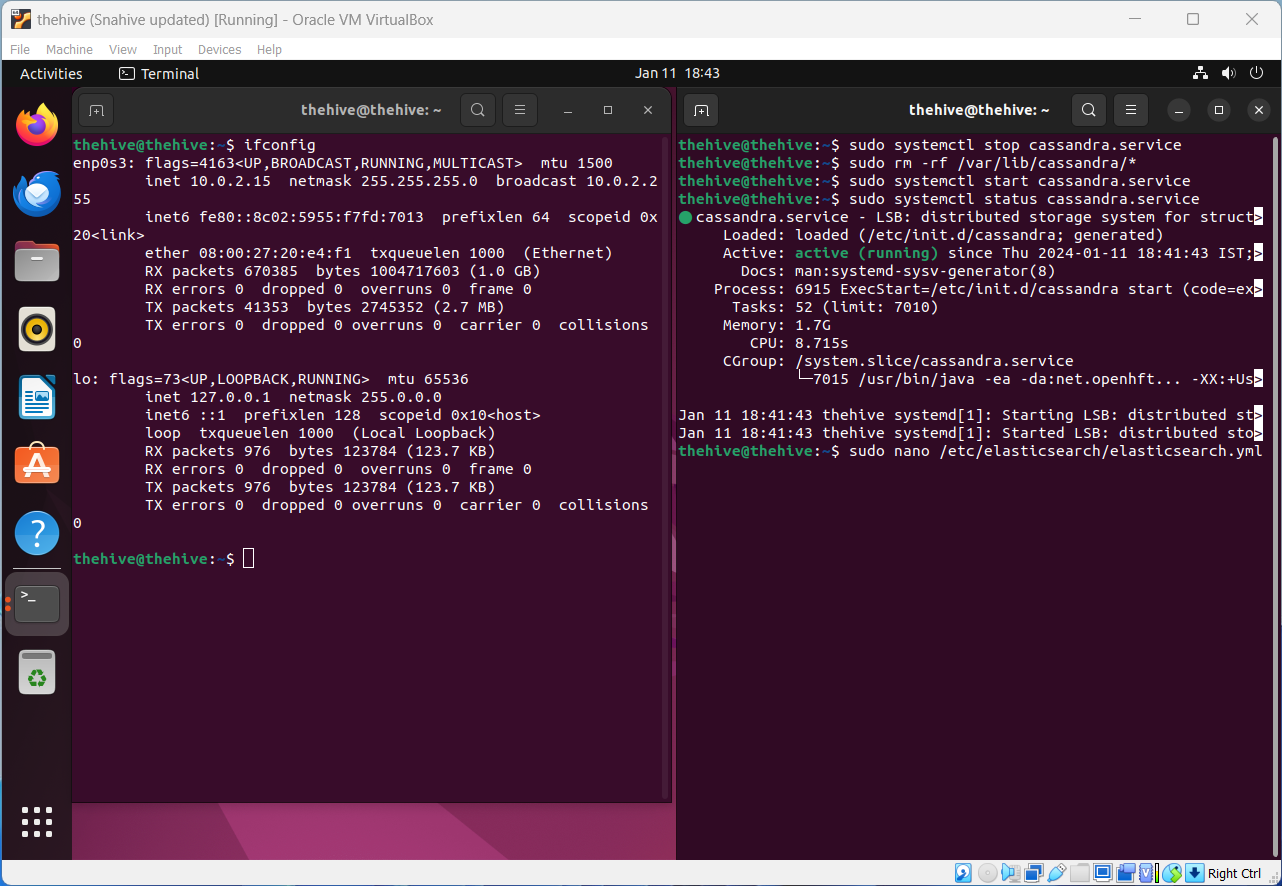 thehive (Snahive updated) [Running] - Oracle VM VirtualBox
File Machine View Input Devices Help
Activities Terminal Jan 11 18:43
thehive@thehive: ~
thehive@thehive:~$ ifconfig
enp0s3: flags=4163<UP,BROADCAST,RUNNING,MULTICAST>  mtu 1500
        inet 10.0.2.15  netmask 255.255.255.0  broadcast 10.0.2.2
55
        inet6 fe80::8c02:5955:f7fd:7013  prefixlen 64  scopeid 0x
20<link>
        ether 08:00:27:20:e4:f1  txqueuelen 1000  (Ethernet)
        RX packets 670385  bytes 1004717603 (1.0 GB)
        RX errors 0  dropped 0  overruns 0  frame 0
        TX packets 41353  bytes 2745352 (2.7 MB)
        TX errors 0  dropped 0 overruns 0  carrier 0  collisions
0
lo: flags=73<UP,LOOPBACK,RUNNING>  mtu 65536
        inet 127.0.0.1  netmask 255.0.0.0
        inet6 ::1  prefixlen 128  scopeid 0x10<host>
        loop  txqueuelen 1000  (Local Loopback)
        RX packets 976  bytes 123784 (123.7 KB)
        RX errors 0  dropped 0  overruns 0  frame 0
        TX packets 976  bytes 123784 (123.7 KB)
        TX errors 0  dropped 0 overruns 0  carrier 0  collisions
0
thehive@thehive:~$
thehive@thehive: ~
thehive@thehive:~$ sudo systemctl stop cassandra.service
thehive@thehive:~$ sudo rm -rf /var/lib/cassandra/*
thehive@thehive:~$ sudo systemctl start cassandra.service
thehive@thehive:~$ sudo systemctl status cassandra.service
● cassandra.service - LSB: distributed storage system for struct>
     Loaded: loaded (/etc/init.d/cassandra; generated)
     Active: active (running) since Thu 2024-01-11 18:41:43 IST;>
       Docs: man:systemd-sysv-generator(8)
    Process: 6915 ExecStart=/etc/init.d/cassandra start (code=ex>
      Tasks: 52 (limit: 7010)
     Memory: 1.7G
        CPU: 8.715s
     CGroup: /system.slice/cassandra.service
             └─7015 /usr/bin/java -ea -da:net.openhft... -XX:+Us>
Jan 11 18:41:43 thehive systemd[1]: Starting LSB: distributed st>
Jan 11 18:41:43 thehive systemd[1]: Started LSB: distributed sto>
thehive@thehive:~$ sudo nano /etc/elasticsearch/elasticsearch.yml
Right Ctrl